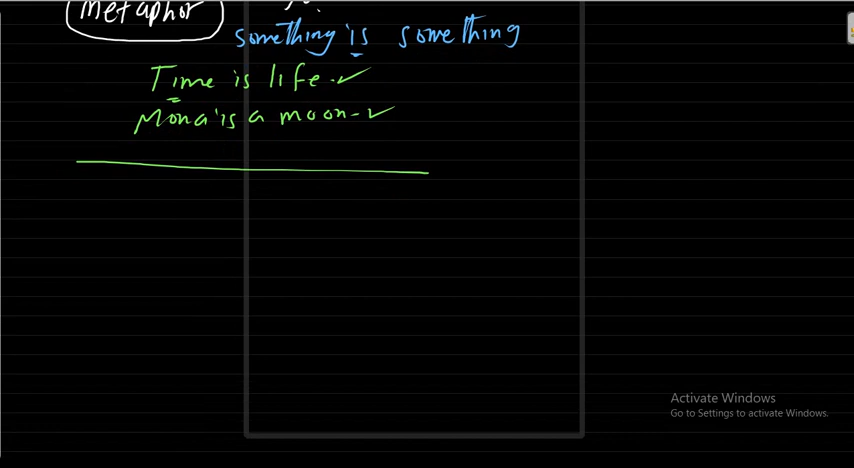 Metaphor
something is something
Time is life.
Mona is a moon.
Activate Windows
Go to Settings to activate Windows.